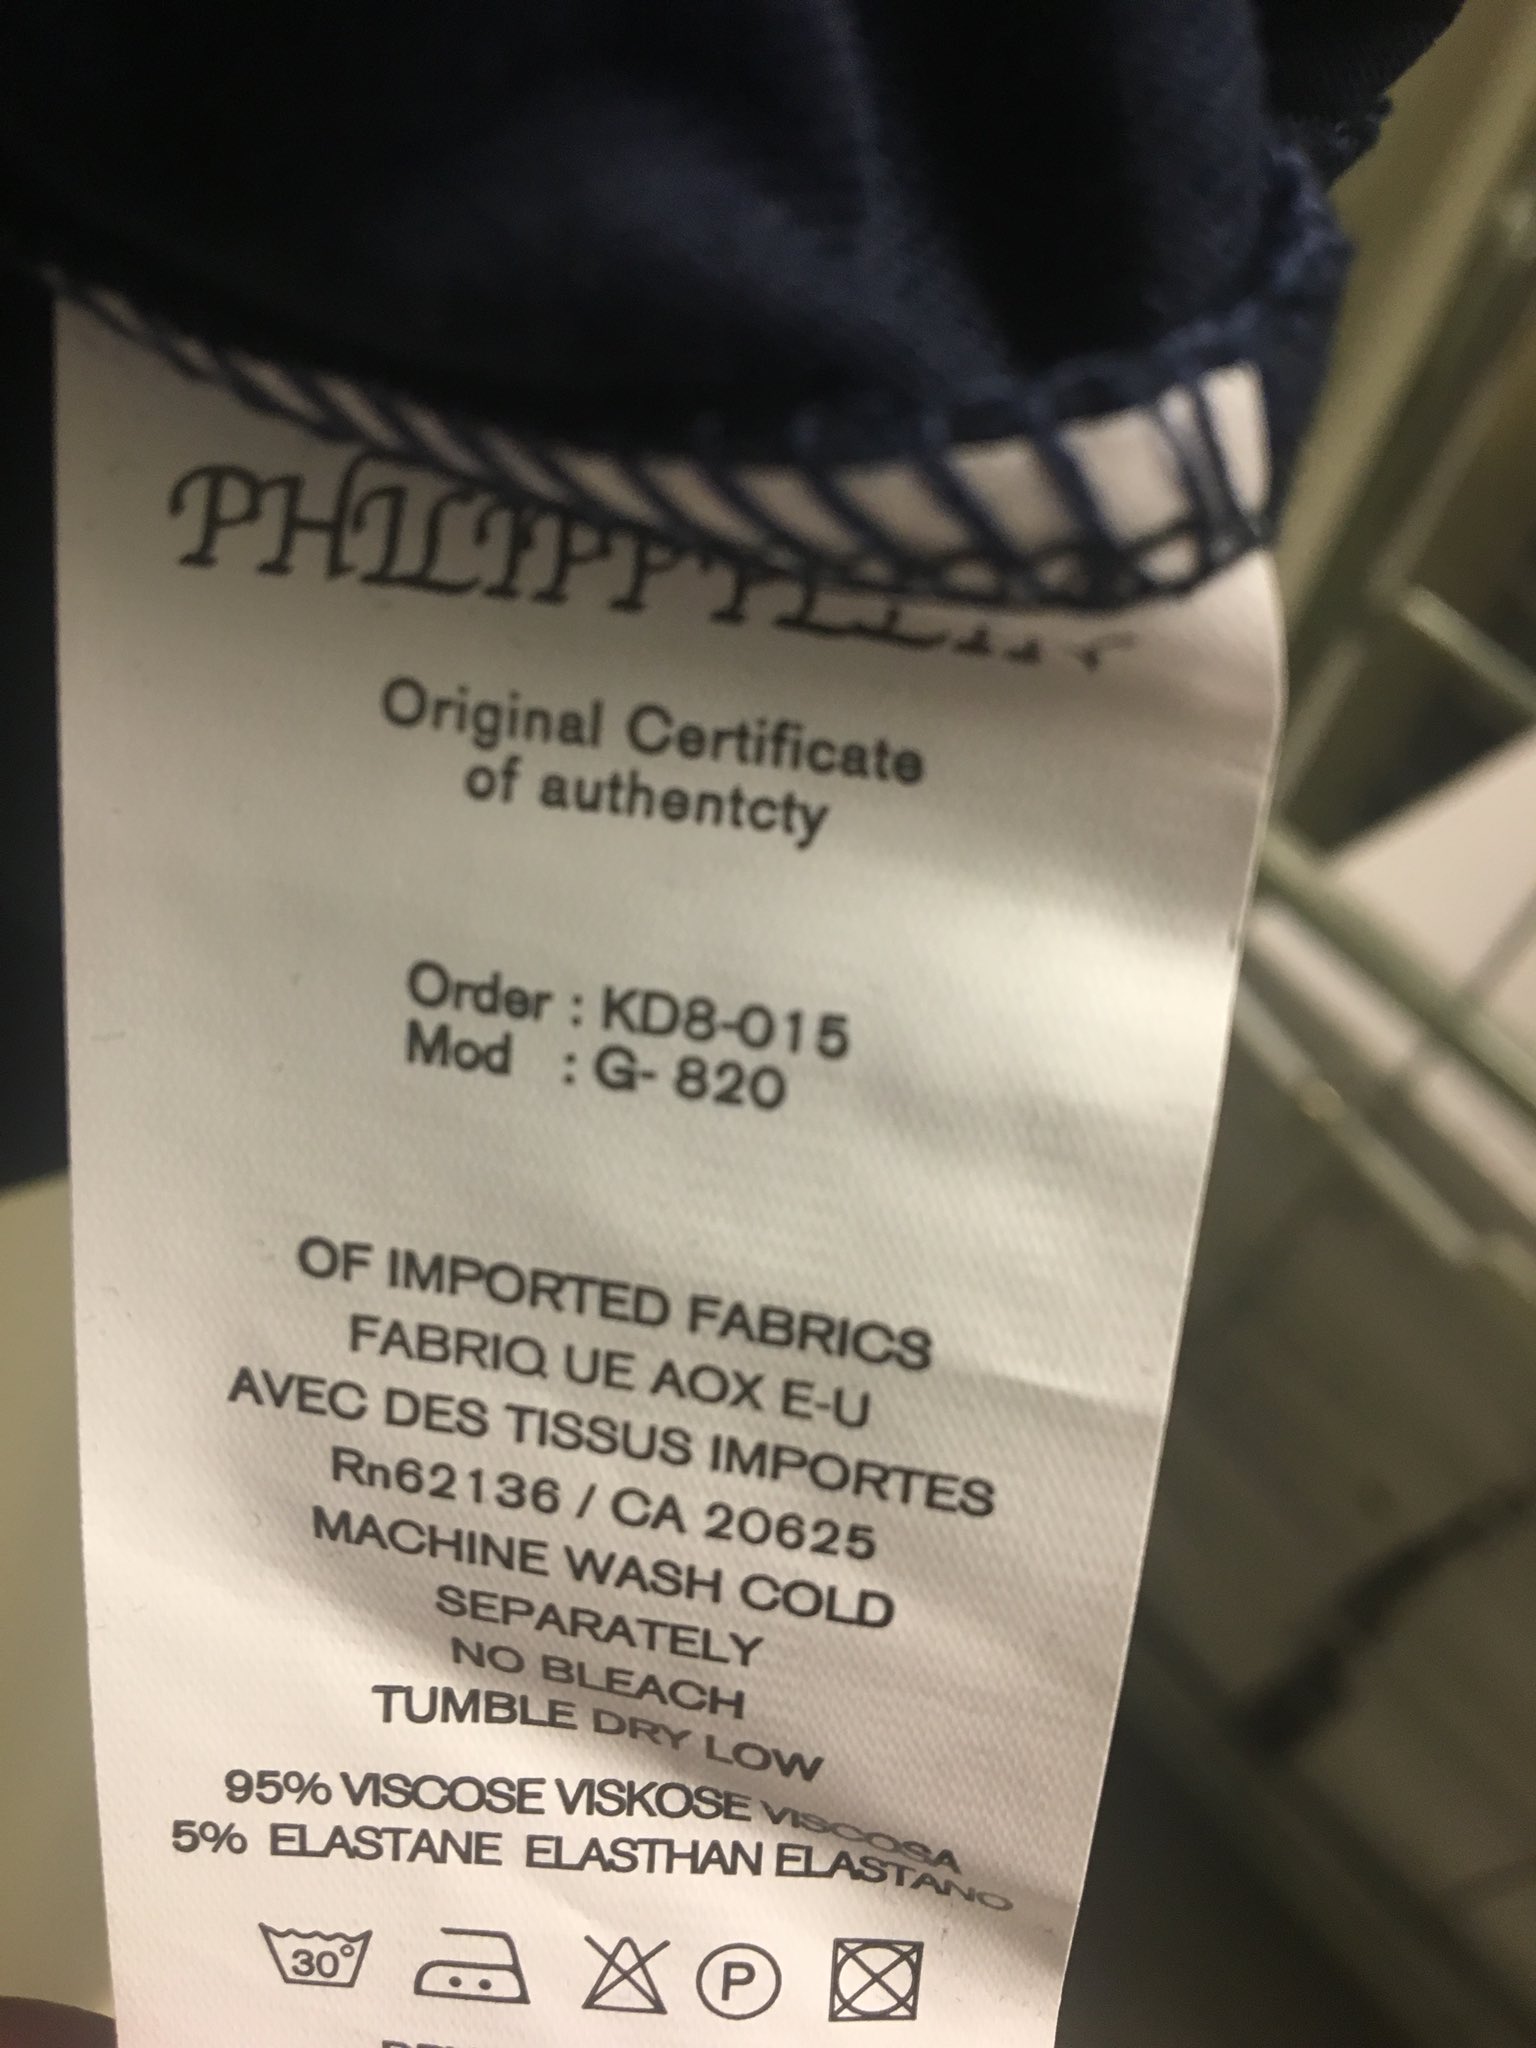 PHILIPP PLEIN
Original Certificate
of authentcty
Order : KD8-015
Mod : G- 820
OF IMPORTED FABRICS
FABRIQ UE AOX E-U
AVEC DES TISSUS IMPORTES
Rn62136 / CA 20625
MACHINE WASH COLD
SEPARATELY
NO BLEACH
TUMBLE DRY LOW
95% VISCOSE VISKOSE VISCOSA
5% ELASTANE ELASTHAN ELASTANO
30° P